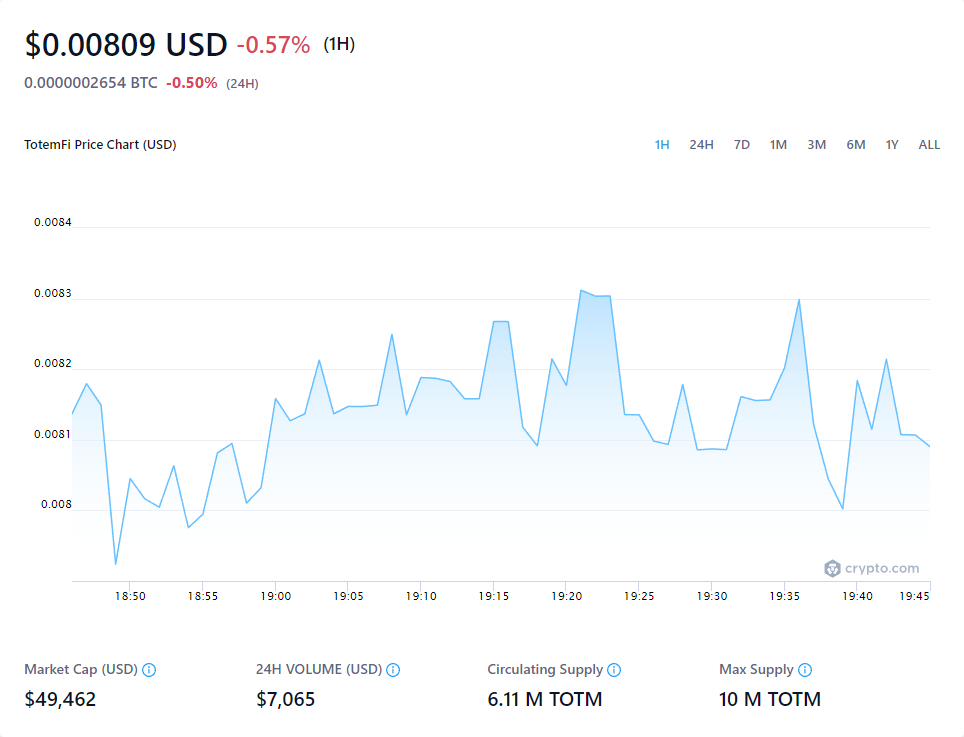 $0.00809 USD -0.57% (1H)
0.0000002654 BTC -0.50% (24H)
TotemFi Price Chart (USD) 1H 24H 7D 1M 3M 6M 1Y ALL
0.0084
0.0083
0.0082
0.0081
0.008
crypto.com
18:50 18:55 19:00 19:05 19:10 19:15 19:20 19:25 19:30 19:35 19:40 19:45
Market Cap (USD) 24H VOLUME (USD) Circulating Supply Max Supply
$49,462 $7,065 6.11 M TOTM 10 M TOTM